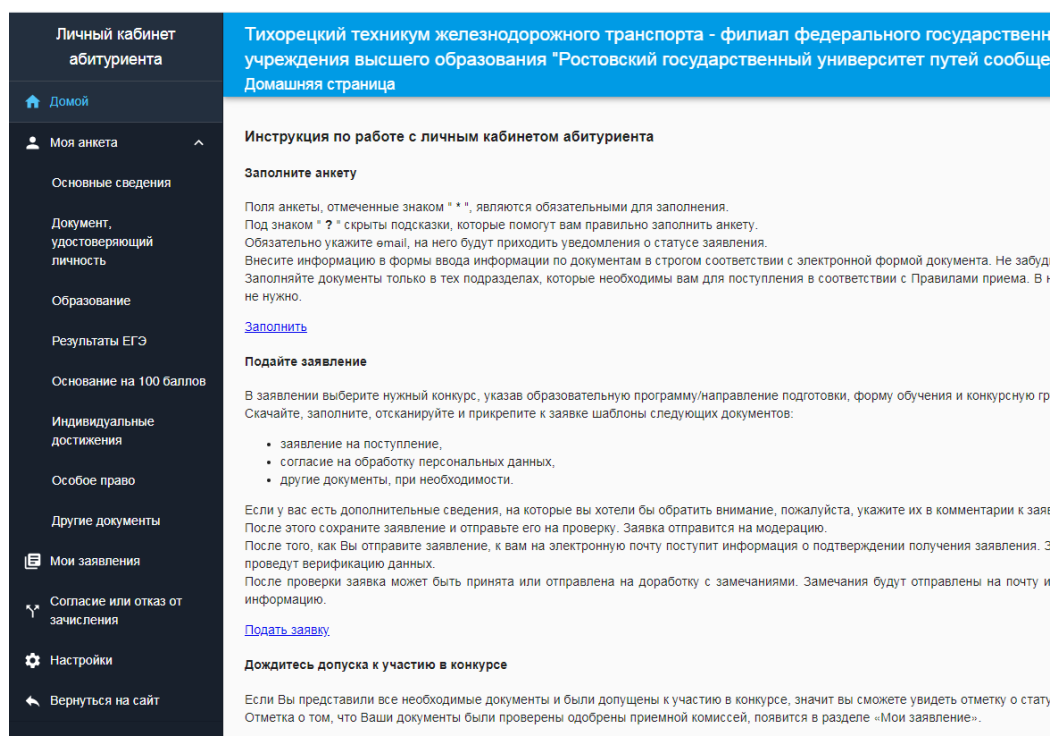 Личный кабинет
абитуриента
Домой
Моя анкета
Основные сведения
Документ,
удостоверяющий
личность
Образование
Результаты ЕГЭ
Основание на 100 баллов
Индивидуальные
достижения
Особое право
Другие документы
Мои заявления
Согласие или отказ от
зачисления
Настройки
Вернуться на сайт
Тихорецкий техникум железнодорожного транспорта - филиал федерального государственн
учреждения высшего образования "Ростовский государственный университет путей сообще
Домашняя страница
Инструкция по работе с личным кабинетом абитуриента
Заполните анкету
Поля анкеты, отмеченные знаком " * ", являются обязательными для заполнения.
Под знаком " ? " скрыты подсказки, которые помогут вам правильно заполнить анкету.
Обязательно укажите email, на него будут приходить уведомления о статусе заявления.
Внесите информацию в формы ввода информации по документам в строгом соответствии с электронной формой документа. Не забуд
Заполняйте документы только в тех подразделах, которые необходимы вам для поступления в соответствии с Правилами приема. В н
не нужно.
Заполнить
Подайте заявление
В заявлении выберите нужный конкурс, указав образовательную программу/направление подготовки, форму обучения и конкурсную гр
Скачайте, заполните, отсканируйте и прикрепите к заявке шаблоны следующих документов:
• заявление на поступление,
• согласие на обработку персональных данных,
• другие документы, при необходимости.
Если у вас есть дополнительные сведения, на которые вы хотели бы обратить внимание, пожалуйста, укажите их в комментарии к заяв
После этого сохраните заявление и отправьте его на проверку. Заявка отправится на модерацию.
После того, как Вы отправите заявление, к вам на электронную почту поступит информация о подтверждении получения заявления. З
проведут верификацию данных.
После проверки заявка может быть принята или отправлена на доработку с замечаниями. Замечания будут отправлены на почту и
информацию.
Подать заявку
Дождитесь допуска к участию в конкурсе
Если Вы представили все необходимые документы и были допущены к участию в конкурсе, значит вы сможете увидеть отметку о стату
Отметка о том, что Ваши документы были проверены одобрены приемной комиссей, появится в разделе «Мои заявление».